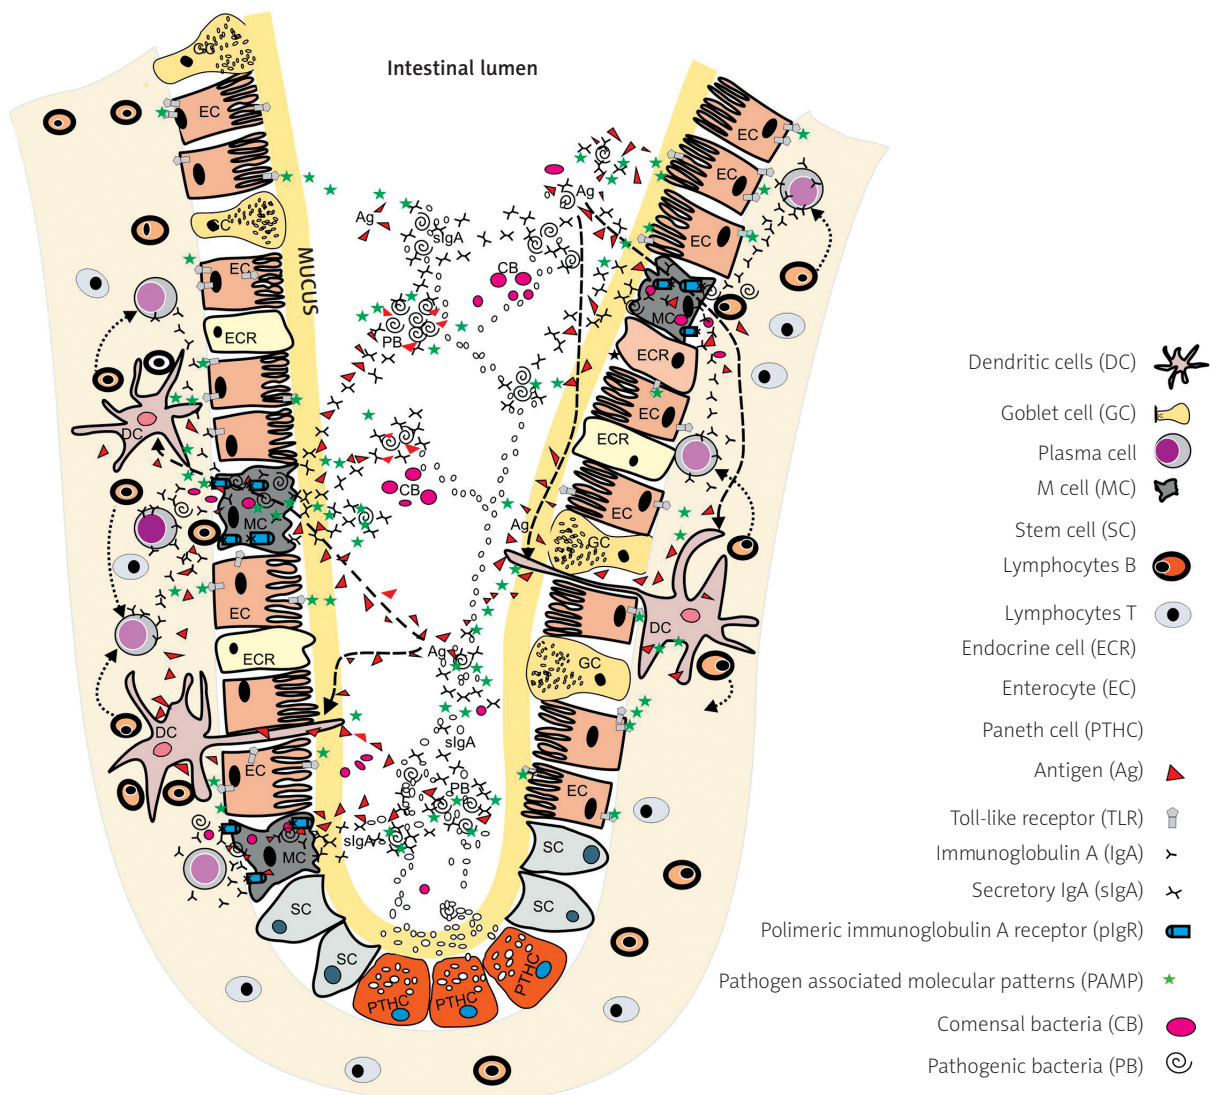 Intestinal lumen
GC
EC
EC
EC
Ag
EC
Ag
sIgA
EC
GC
EC
MUCUS
CB
MC
ECR
PB
ECR
EC
DC
ECR
CB
MC
Ag
EC
GC
EC
DC
ECR
Ag
GC
DC
sIgA
EC
PB
EC
MC
sIgA
SC
SC
SC
SC
PTHC
PTHC
PTHC
Dendritic cells (DC)
Goblet cell (GC)
Plasma cell
M cell (MC)
Stem cell (SC)
Lymphocytes B
Lymphocytes T
Endocrine cell (ECR)
Enterocyte (EC)
Paneth cell (PTHC)
Antigen (Ag)
Toll-like receptor (TLR)
Immunoglobulin A (IgA)
Secretory IgA (sIgA)
Polimeric immunoglobulin A receptor (pIgR)
Pathogen associated molecular patterns (PAMP)
Comensal bacteria (CB)
Pathogenic bacteria (PB)